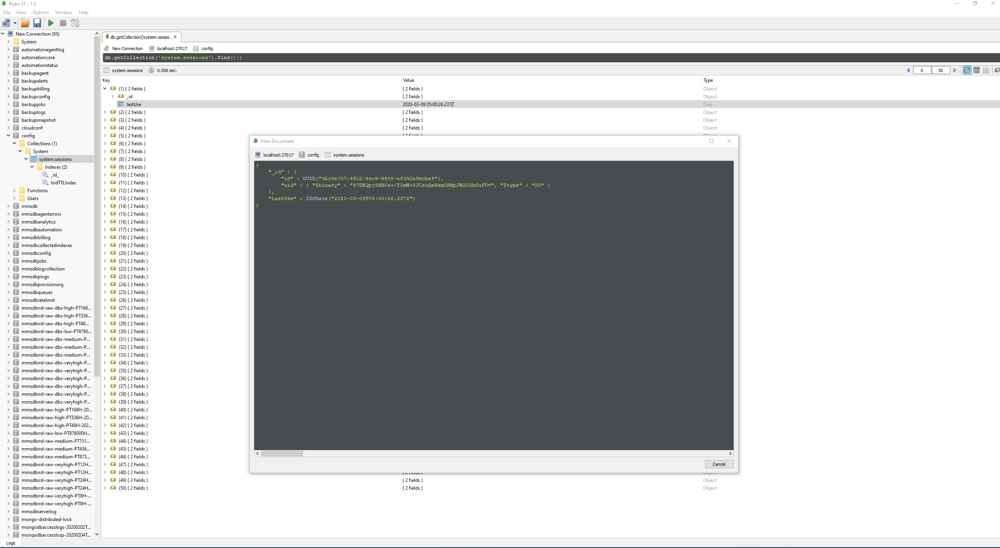 Robo 3T - 1.3
File View Options Window Help
New Connection (85)
System
automationagentlog
automationcore
automationstatus
backupagent
backupalerts
backupbilling
backupconfig
backupjobs
backuplogs
backupsnapshot
cloudconf
config
Collections (1)
System
system.sessions
Indexes (2)
_id_
lsidTTLIndex
Functions
Users
mmsdb
mmsdbagenterrors
mmsdbanalytics
mmsdbautomation
mmsdbbilling
mmsdbcollectedindexes
mmsdbconfig
mmsdbjobs
mmsdblogcollection
mmsdbpings
mmsdbprovisioning
mmsdbqueues
mmsdbratelimit
mmsdbrrd-raw-dbs-high-PT168...
mmsdbrrd-raw-dbs-high-PT336...
mmsdbrrd-raw-dbs-high-PT48...
mmsdbrrd-raw-dbs-low-PT8760...
mmsdbrrd-raw-dbs-medium-P...
mmsdbrrd-raw-dbs-medium-P...
mmsdbrrd-raw-dbs-medium-P...
mmsdbrrd-raw-dbs-veryhigh-P...
mmsdbrrd-raw-dbs-veryhigh-P...
mmsdbrrd-raw-dbs-veryhigh-P...
mmsdbrrd-raw-dbs-veryhigh-P...
mmsdbrrd-raw-dbs-veryhigh-P...
mmsdbrrd-raw-dbs-veryhigh-P...
mmsdbrrd-raw-high-PT168H-20...
mmsdbrrd-raw-high-PT336H-20...
mmsdbrrd-raw-high-PT48H-202...
mmsdbrrd-raw-low-PT876000H...
mmsdbrrd-raw-medium-PT151...
mmsdbrrd-raw-medium-PT436...
mmsdbrrd-raw-medium-PT873...
mmsdbrrd-raw-veryhigh-PT12H...
mmsdbrrd-raw-veryhigh-PT12H...
mmsdbrrd-raw-veryhigh-PT24H...
mmsdbrrd-raw-veryhigh-PT24H...
mmsdbrrd-raw-veryhigh-PT8H-...
mmsdbrrd-raw-veryhigh-PT8H-...
mmsdbserverlog
mongo-distributed-lock
mongodbaccesslogs-20200202T...
mongodbaccesslogs-20200204T...
Logs
db.getCollection('system.sessio...
New Connection localhost:27017 config
db.getCollection('system.sessions').find({})
system.sessions 0.006 sec. 0 50
Key Value Type
(1) { 2 fields } { 2 fields } Object
_id { 2 fields } Object
lastUse 2020-03-09 05:00:26.237Z Date
(2) { 2 fields } { 2 fields } Object
(3) { 2 fields } { 2 fields } Object
(4) { 2 fields } { 2 fields } Object
(5) { 2 fields }
(6) { 2 fields }
(7) { 2 fields }
(8) { 2 fields }
(9) { 2 fields }
(10) { 2 fields }
(11) { 2 fields }
(12) { 2 fields }
(13) { 2 fields }
(14) { 2 fields }
(15) { 2 fields }
(16) { 2 fields }
(17) { 2 fields }
(18) { 2 fields }
(19) { 2 fields }
(20) { 2 fields }
(21) { 2 fields }
(22) { 2 fields }
(23) { 2 fields }
(24) { 2 fields }
(25) { 2 fields }
(26) { 2 fields }
(27) { 2 fields }
(28) { 2 fields }
(29) { 2 fields }
(30) { 2 fields }
(31) { 2 fields }
(32) { 2 fields }
(33) { 2 fields }
(34) { 2 fields }
(35) { 2 fields }
(36) { 2 fields }
(37) { 2 fields }
(38) { 2 fields }
(39) { 2 fields }
(40) { 2 fields }
(41) { 2 fields }
(42) { 2 fields }
(43) { 2 fields }
(44) { 2 fields }
(45) { 2 fields }
(46) { 2 fields }
(47) { 2 fields }
(48) { 2 fields }
(49) { 2 fields } { 2 fields } Object
(50) { 2 fields } { 2 fields } Object
View Document
localhost:27017 config system.sessions
{
"_id" : {
"id" : UUID("3bc4e707-4fc2-4ec9-9888-ef392a9bcba9"),
"uid" : { "$binary" : "47DEQpj8HBSa+/TImW+5JCeuQeRkm5NMpJWZG3hSuFU=", "$type" : "00" }
},
"lastUse" : ISODate("2020-03-09T05:00:26.237Z")
}
Cancel